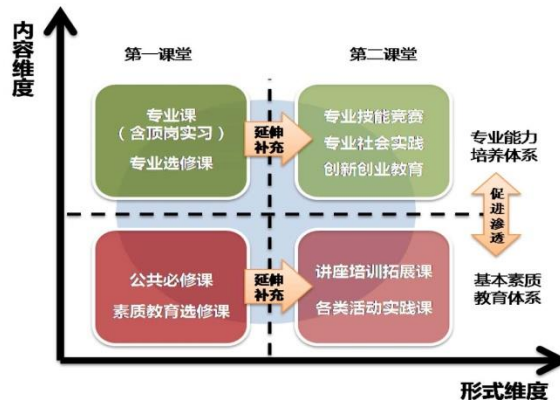 内容维度
第一课堂
第二课堂
专业课
（含顶岗实习）
专业选修课
延伸
补充
专业技能竞赛
专业社会实践
创新创业教育
专业能力
培养体系
促进渗透
公共必修课
素质教育选修课
延伸
补充
讲座培训拓展课
各类活动实践课
基本素质
教育体系
形式维度